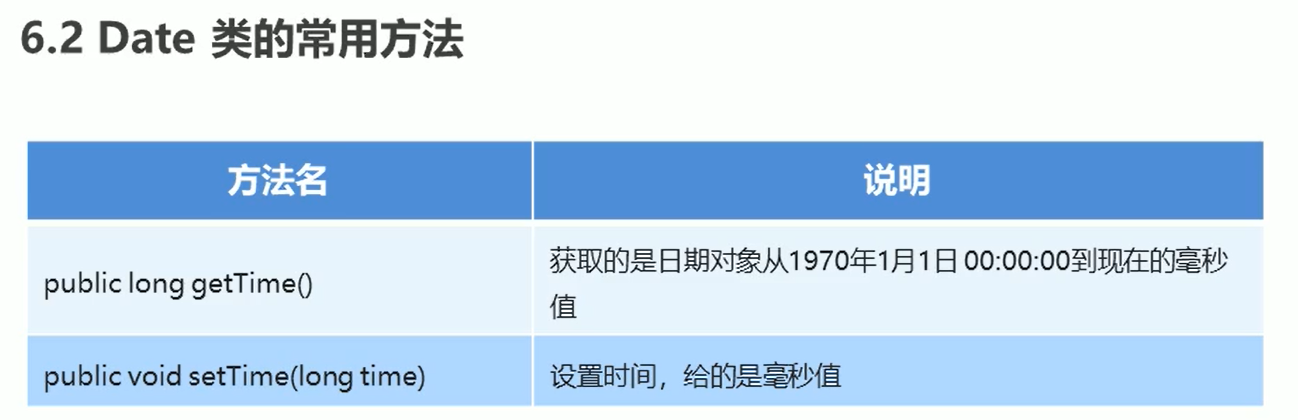 6.2 Date 类的常用方法
方法名
说明
public long getTime()
获取的是日期对象从1970年1月1日 00:00:00到现在的毫秒
值
public void setTime(long time)
设置时间，给的是毫秒值